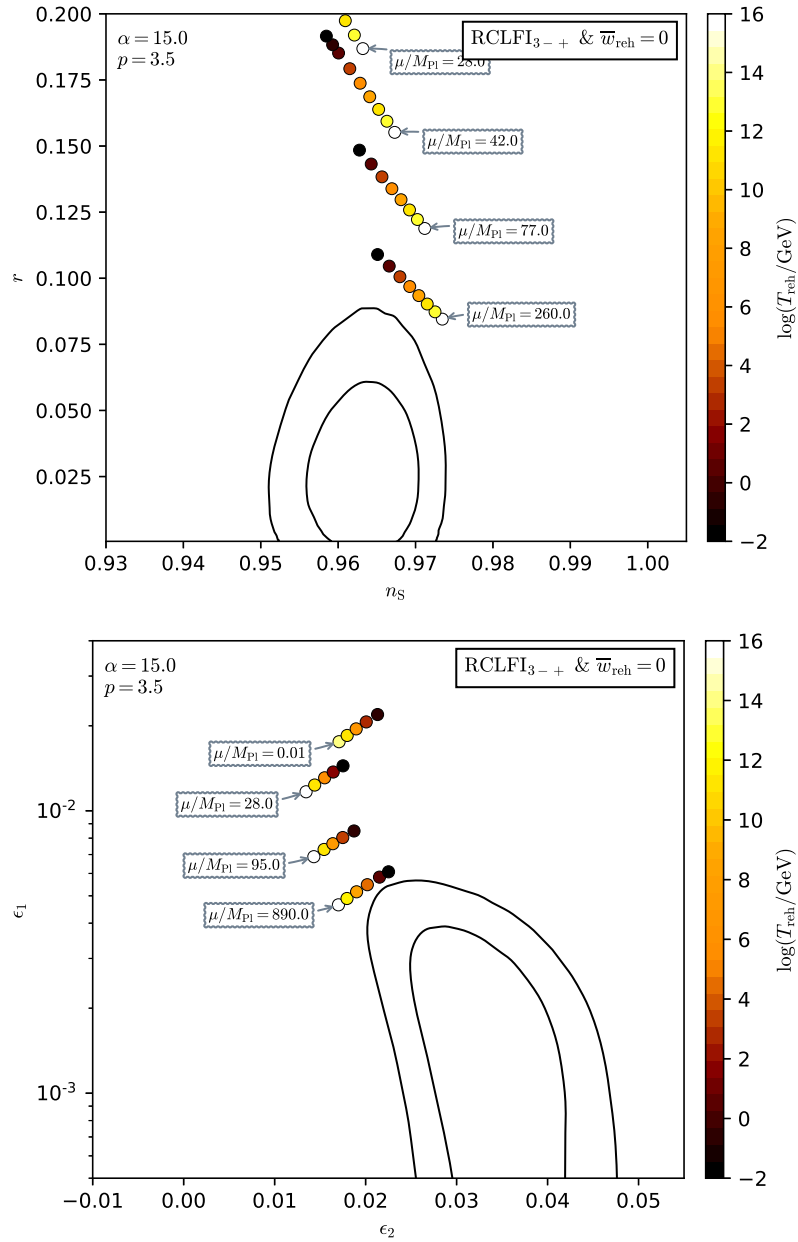 α = 15.0
p = 3.5
RCLFI3−+ & w̅reh = 0
μ/MPl = 28.0
μ/MPl = 42.0
μ/MPl = 77.0
μ/MPl = 260.0
0.200
0.175
0.150
0.125
0.100
0.075
0.050
0.025
r
0.93 0.94 0.95 0.96 0.97 0.98 0.99 1.00
nS
16
14
12
10
8
6
4
2
0
−2
log(Treh/GeV)
α = 15.0
p = 3.5
RCLFI3−+ & w̅reh = 0
μ/MPl = 0.01
μ/MPl = 28.0
μ/MPl = 95.0
μ/MPl = 890.0
10-2
10-3
ϵ1
−0.01 0.00 0.01 0.02 0.03 0.04 0.05
ϵ2
16
14
12
10
8
6
4
2
0
−2
log(Treh/GeV)